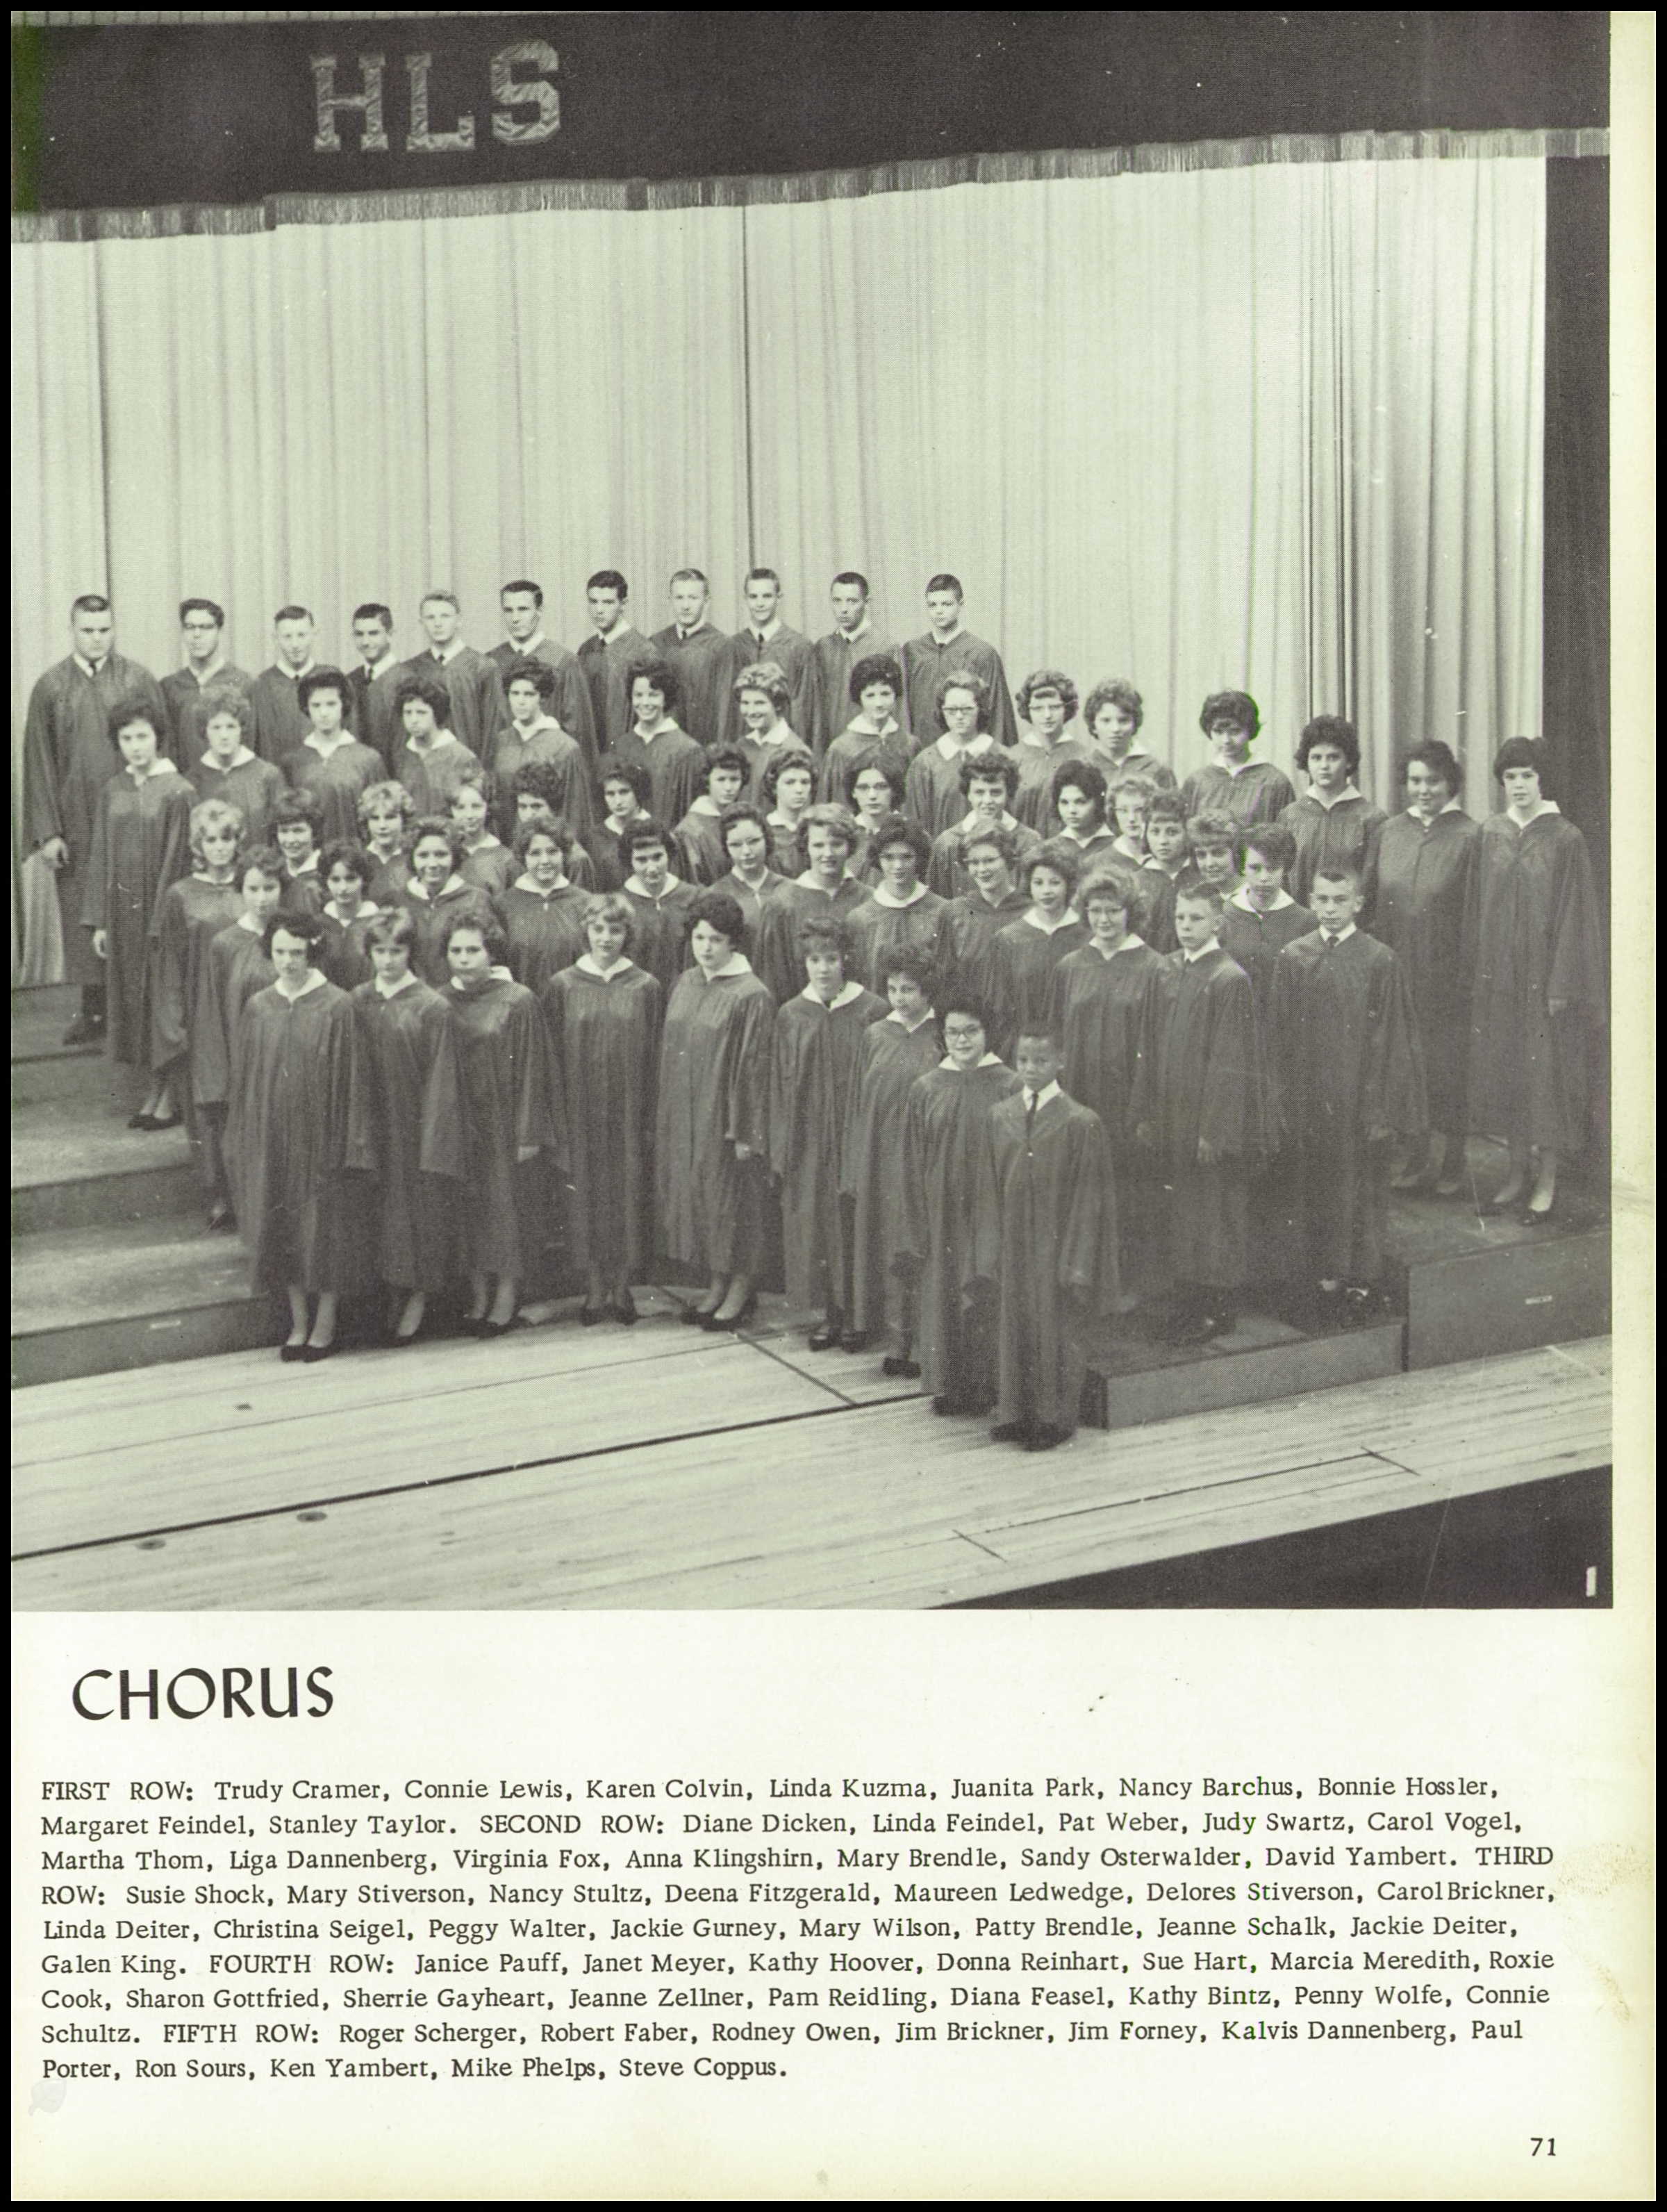 HLS
CHORUS
FIRST ROW: Trudy Cramer, Connie Lewis, Karen Colvin, Linda Kuzma, Juanita Park, Nancy Barchus, Bonnie Hossler,
Margaret Feindel, Stanley Taylor. SECOND ROW: Diane Dicken, Linda Feindel, Pat Weber, Judy Swartz, Carol Vogel,
Martha Thom, Liga Dannenberg, Virginia Fox, Anna Klingshirn, Mary Brendle, Sandy Osterwalder, David Yambert. THIRD
ROW: Susie Shock, Mary Stiverson, Nancy Stultz, Deena Fitzgerald, Maureen Ledwedge, Delores Stiverson, Carol Brickner,
Linda Deiter, Christina Seigel, Peggy Walter, Jackie Gurney, Mary Wilson, Patty Brendle, Jeanne Schalk, Jackie Deiter,
Galen King. FOURTH ROW: Janice Pauff, Janet Meyer, Kathy Hoover, Donna Reinhart, Sue Hart, Marcia Meredith, Roxie
Cook, Sharon Gottfried, Sherrie Gayheart, Jeanne Zellner, Pam Reidling, Diana Feasel, Kathy Bintz, Penny Wolfe, Connie
Schultz. FIFTH ROW: Roger Scherger, Robert Faber, Rodney Owen, Jim Brickner, Jim Forney, Kalvis Dannenberg, Paul
Porter, Ron Sours, Ken Yambert, Mike Phelps, Steve Coppus.
71